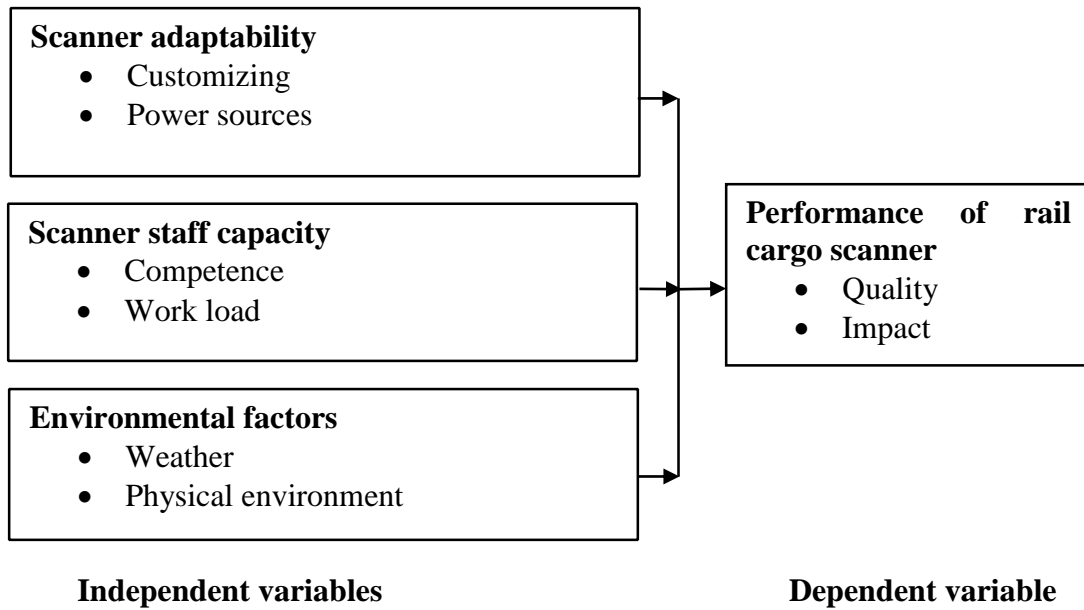 Scanner adaptability
• Customizing
• Power sources
Scanner staff capacity
• Competence
• Work load
Environmental factors
• Weather
• Physical environment
Performance of rail
cargo scanner
• Quality
• Impact
Independent variables
Dependent variable